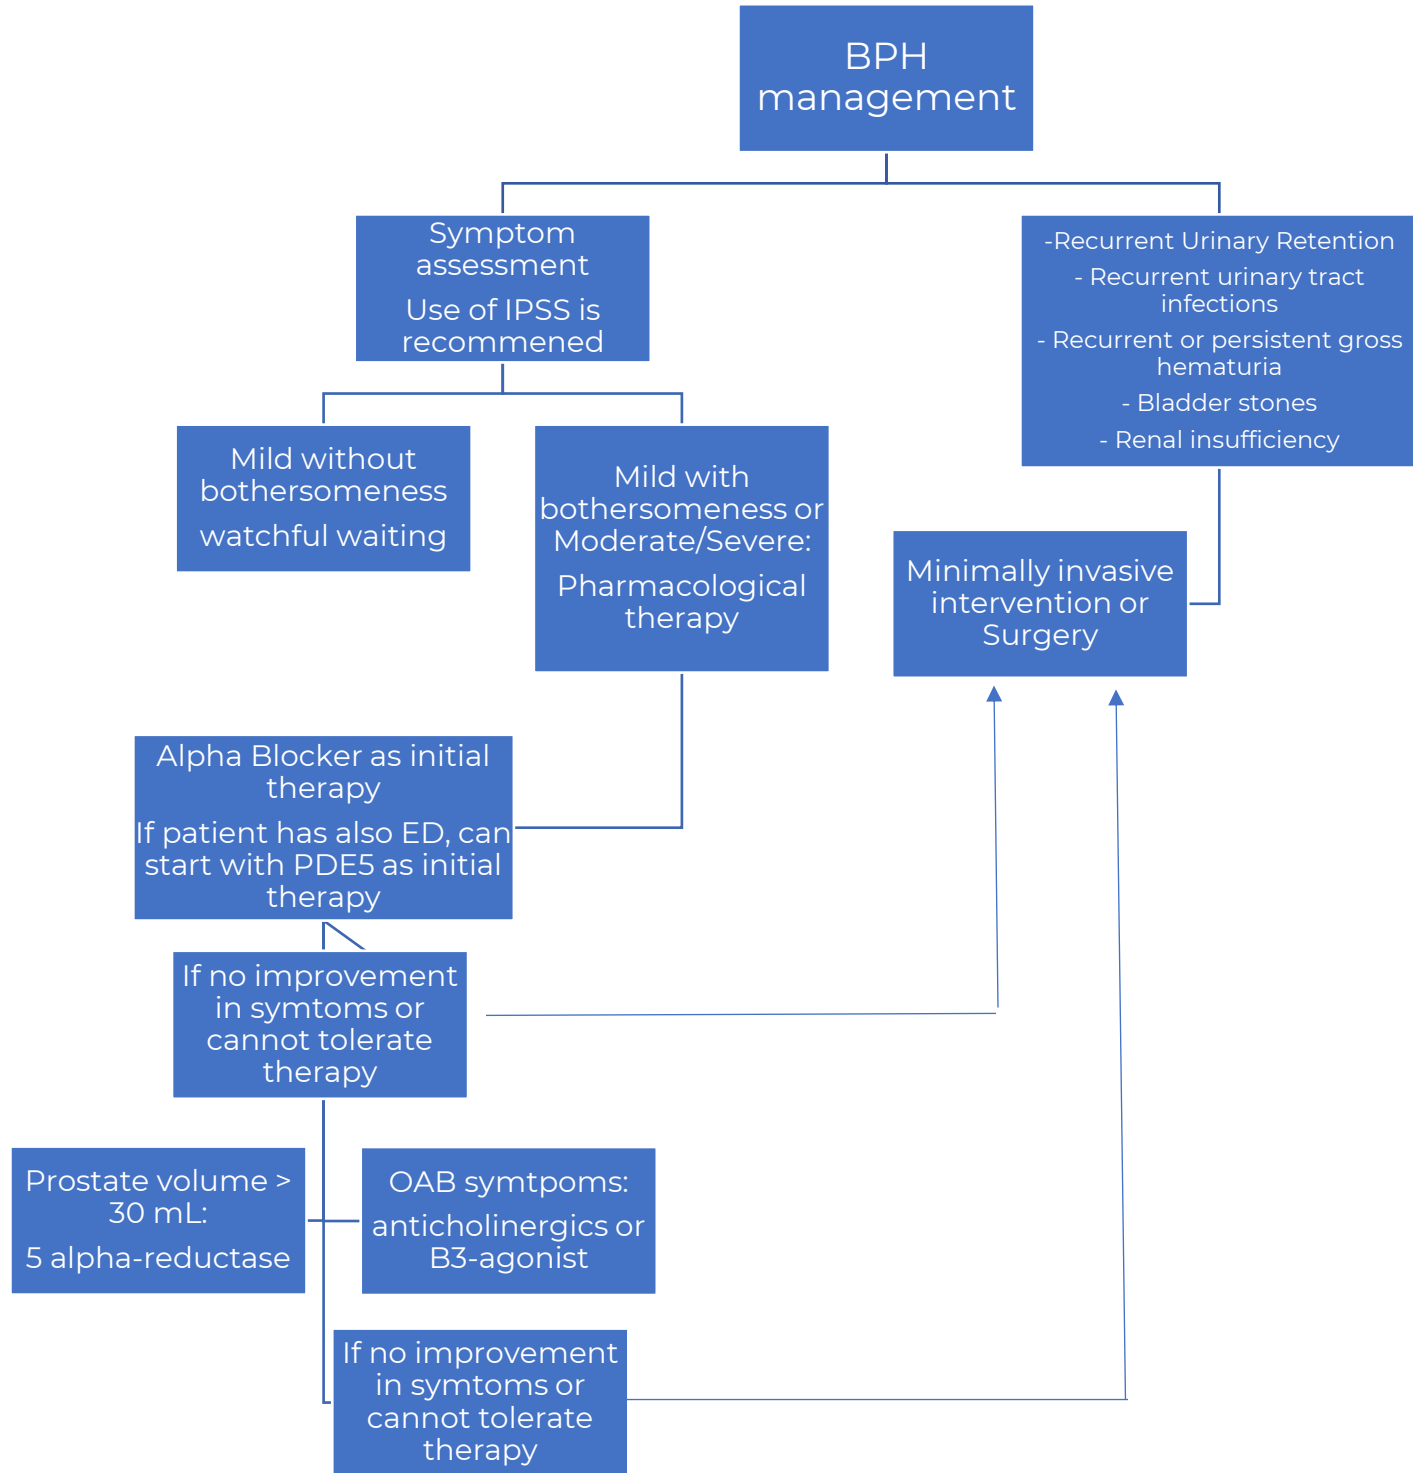 BPH
management
Symptom
assessment
Use of IPSS is
recommened
-Recurrent Urinary Retention
- Recurrent urinary tract
infections
- Recurrent or persistent gross
hematuria
- Bladder stones
- Renal insufficiency
Mild without
bothersomeness
watchful waiting
Mild with
bothersomeness or
Moderate/Severe:
Pharmacological
therapy
Minimally invasive
intervention or
Surgery
Alpha Blocker as initial
therapy
If patient has also ED, can
start with PDE5 as initial
therapy
If no improvement
in symtoms or
cannot tolerate
therapy
Prostate volume >
30 mL:
5 alpha-reductase
OAB symtpoms:
anticholinergics or
B3-agonist
If no improvement
in symtoms or
cannot tolerate
therapy